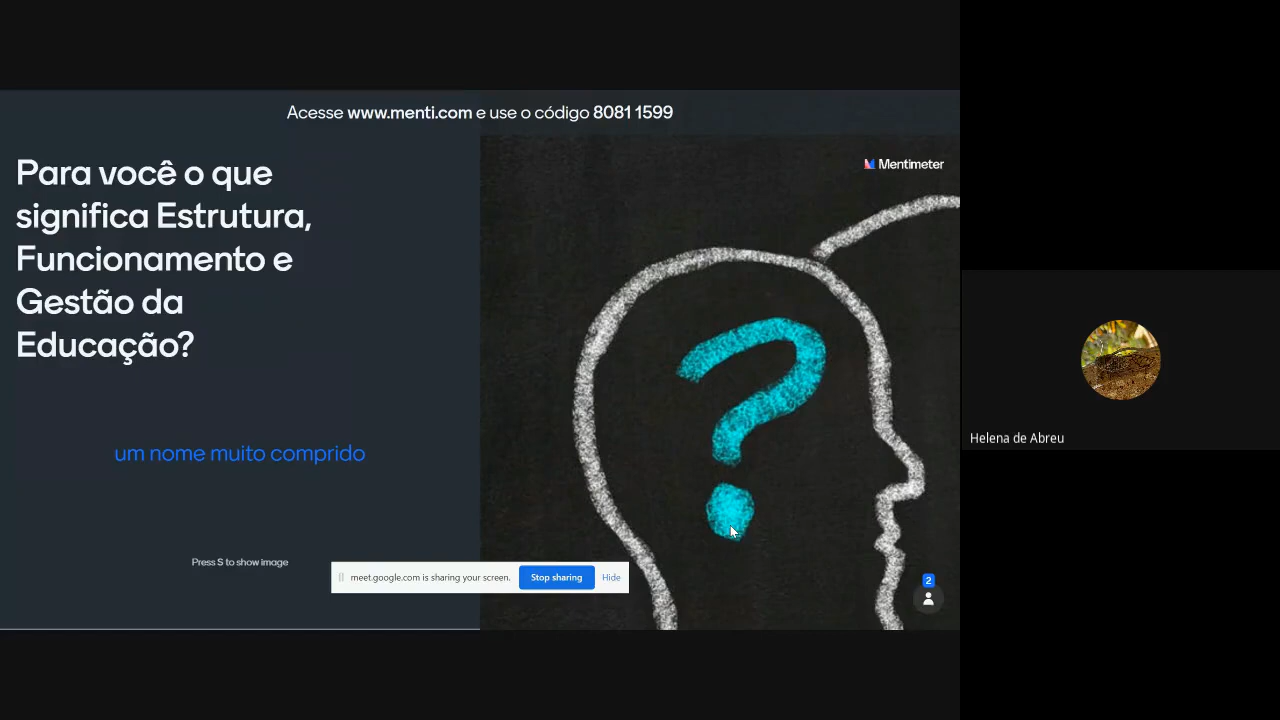 Acesse www.menti.com e use o código 8081 1599
Mentimeter
Para você o que
significa Estrutura,
Funcionamento e
Gestão da
Educação?
um nome muito comprido
Press S to show image
meet.google.com is sharing your screen. Stop sharing Hide
2
Helena de Abreu